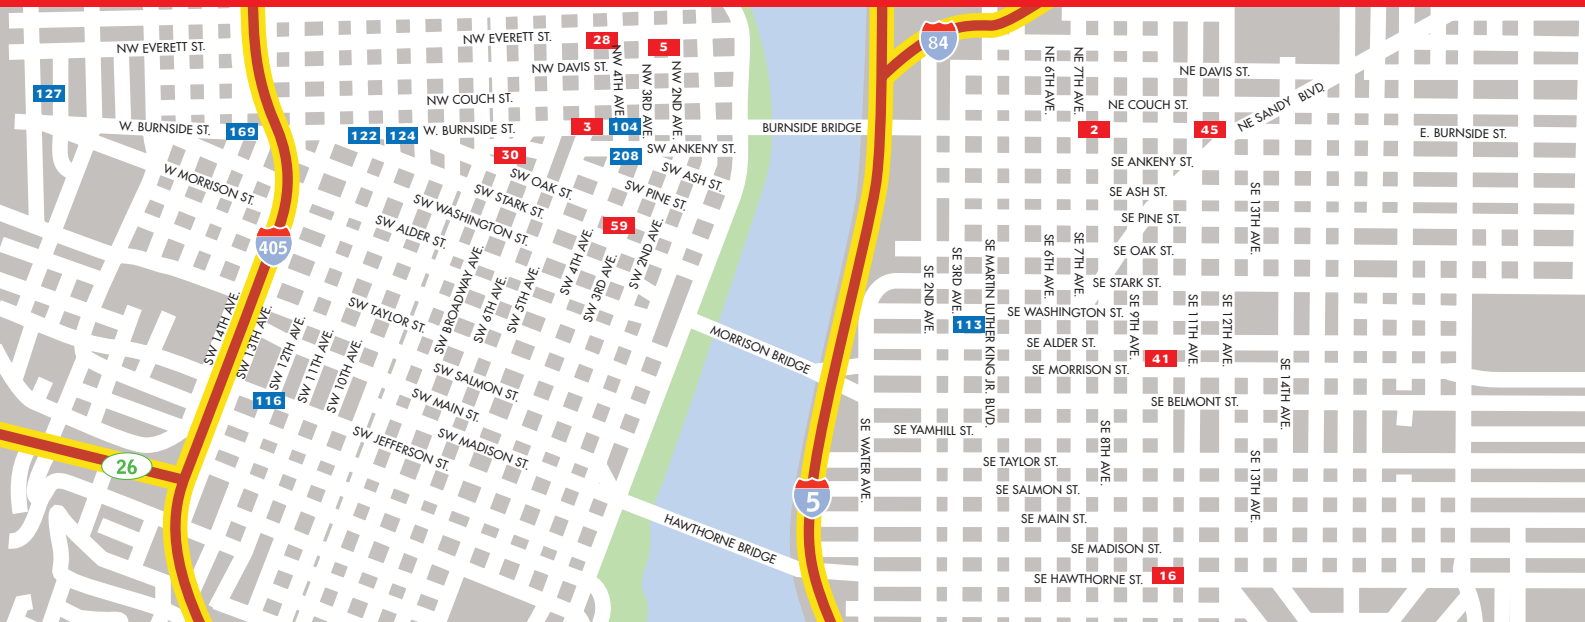 NW EVERETT ST.
NW EVERETT ST.
28
5
84
NW DAVIS ST.
NW 4TH AVE.
NW 3RD AVE.
NW 2ND AVE.
NE 6TH AVE.
NE 7TH AVE.
NE DAVIS ST.
127
NW COUCH ST.
NE COUCH ST.
NE SANDY BLVD.
W. BURNSIDE ST.
169
122
124
W. BURNSIDE ST.
3
104
BURNSIDE BRIDGE
2
45
E. BURNSIDE ST.
30
208
SW ANKENY ST.
SE ANKENY ST.
W MORRISON ST.
SW OAK ST.
SW ASH ST.
SW STARK ST.
SW PINE ST.
SE ASH ST.
SW WASHINGTON ST.
SW ALDER ST.
59
SE PINE ST.
SE 13TH AVE.
405
SW BROADWAY AVE.
SW 6TH AVE.
SW 5TH AVE.
SW 4TH AVE.
SW 3RD AVE.
SW 2ND AVE.
SE OAK ST.
SE 2ND AVE.
SE 3RD AVE.
SE MARTIN LUTHER KING JR. BLVD.
SE 6TH AVE.
SE 7TH AVE.
SE STARK ST.
SW 14TH AVE.
SW 13TH AVE.
SW 12TH AVE.
SW 11TH AVE.
SW 10TH AVE.
SW TAYLOR ST.
MORRISON BRIDGE
113
SE WASHINGTON ST.
SE 9TH AVE.
SE 11TH AVE.
SE 12TH AVE.
SE ALDER ST.
41
SE MORRISON ST.
SE 14TH AVE.
116
SW SALMON ST.
SW MAIN ST.
SE BELMONT ST.
SW JEFFERSON ST.
SW MADISON ST.
SE WATER AVE.
SE YAMHILL ST.
SE 8TH AVE.
26
SE TAYLOR ST.
SE 13TH AVE.
5
SE SALMON ST.
HAWTHORNE BRIDGE
SE MAIN ST.
SE MADISON ST.
SE HAWTHORNE ST.
16